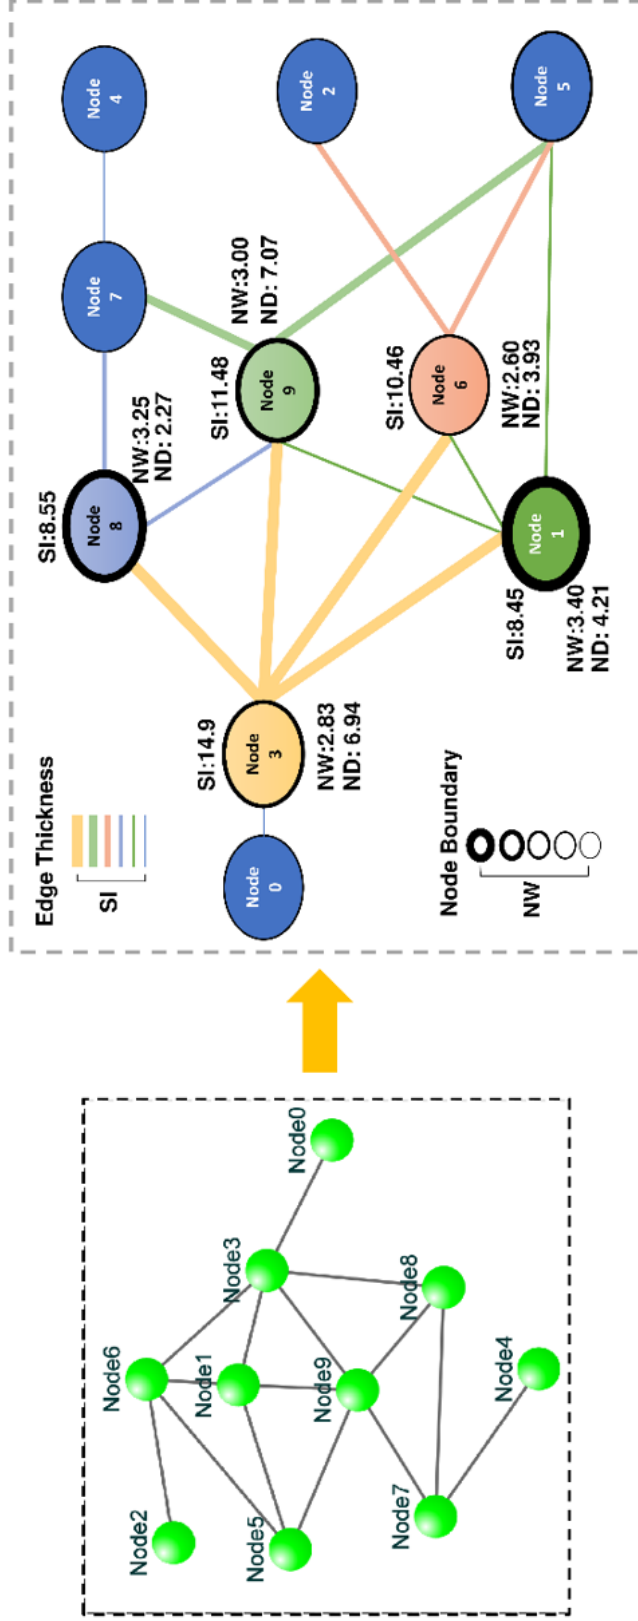 Node6
Node2
Node1
Node3
Node0
Node5
Node9
Node8
Node7
Node4
Edge Thickness
SI
SI:8.55
Node
8
NW:3.25
ND: 2.27
Node
7
Node
4
SI:14.9
Node
0
Node
3
NW:2.83
ND: 6.94
SI:11.48
Node
9
NW:3.00
ND: 7.07
Node
2
SI:10.46
Node
6
NW:2.60
ND: 3.93
Node Boundary
NW
SI:8.45
Node
1
NW:3.40
ND: 4.21
Node
5